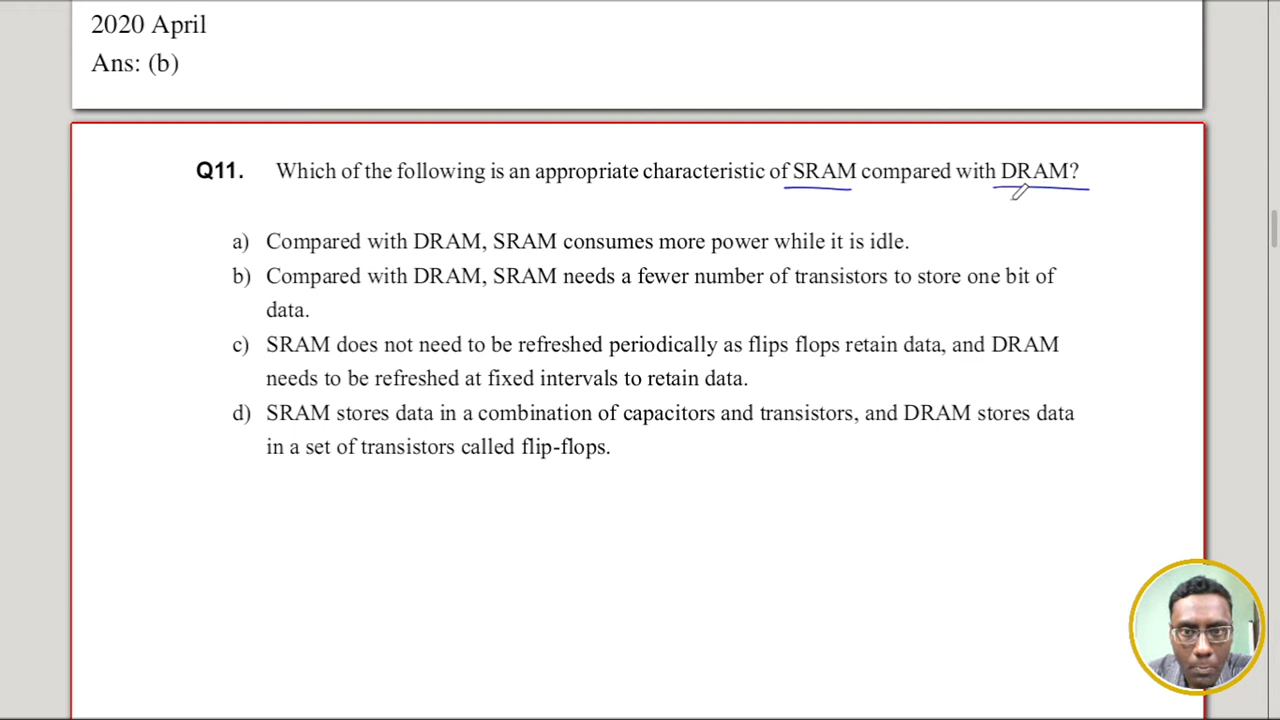 2020 April
Ans: (b)
Q11. Which of the following is an appropriate characteristic of SRAM compared with DRAM?
a) Compared with DRAM, SRAM consumes more power while it is idle.
b) Compared with DRAM, SRAM needs a fewer number of transistors to store one bit of
data.
c) SRAM does not need to be refreshed periodically as flips flops retain data, and DRAM
needs to be refreshed at fixed intervals to retain data.
d) SRAM stores data in a combination of capacitors and transistors, and DRAM stores data
in a set of transistors called flip-flops.